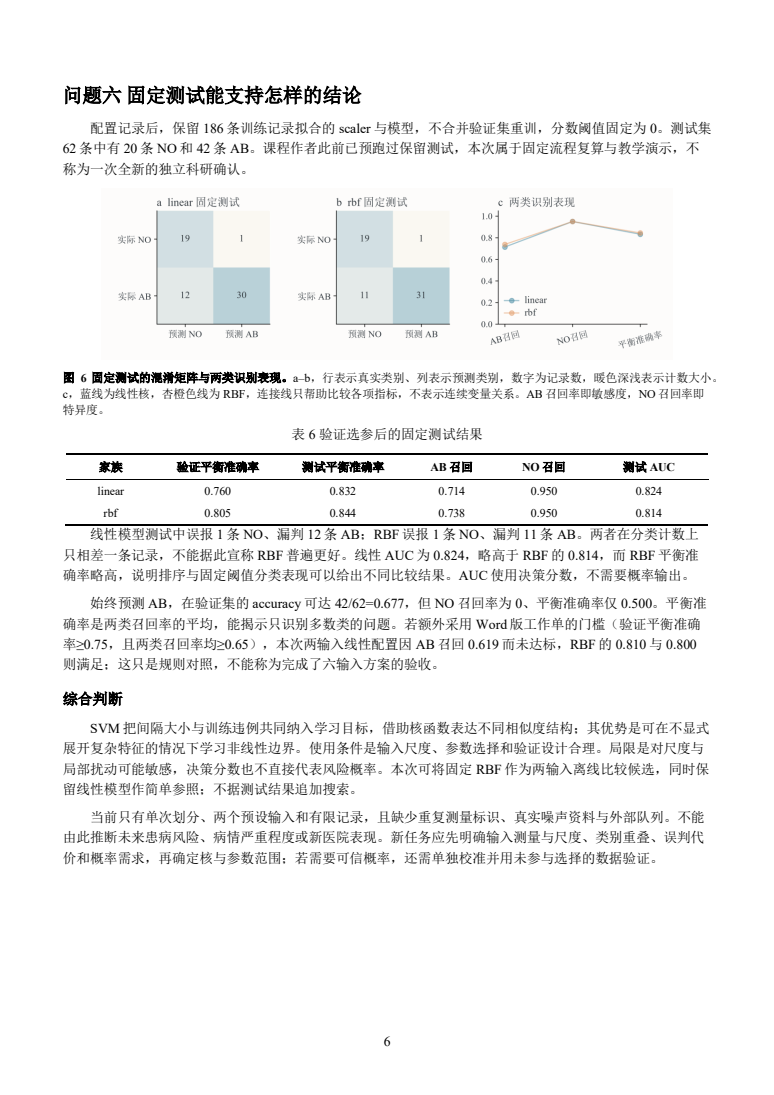 问题六 固定测试能支持怎样的结论
配置记录后，保留 186 条训练记录拟合的 scaler 与模型，不合并验证集重训，分数阈值固定为 0。测试集
62 条中有 20 条 NO 和 42 条 AB。课程作者此前已预跑过保留测试，本次属于固定流程复算与教学演示，不
称为一次全新的独立科研确认。
a linear 固定测试
实际 NO
19
1
实际 AB
12
30
预测 NO
预测 AB
b rbf 固定测试
实际 NO
19
1
实际 AB
11
31
预测 NO
预测 AB
c 两类识别表现
1.0
0.8
0.6
0.4
0.2
0.0
linear
rbf
AB召回
NO召回
平衡准确率
图 6 固定测试的混淆矩阵与两类识别表现。a–b，行表示真实类别、列表示预测类别，数字为记录数，暖色深浅表示计数大小。
c，蓝线为线性核，杏橙色线为 RBF，连接线只帮助比较各项指标，不表示连续变量关系。AB 召回率即敏感度，NO 召回率即
特异度。
表 6 验证选参后的固定测试结果
家族 验证平衡准确率 测试平衡准确率 AB 召回 NO 召回 测试 AUC
linear 0.760 0.832 0.714 0.950 0.824
rbf 0.805 0.844 0.738 0.950 0.814
线性模型测试中误报 1 条 NO、漏判 12 条 AB；RBF 误报 1 条 NO、漏判 11 条 AB。两者在分类计数上
只相差一条记录，不能据此宣称 RBF 普遍更好。线性 AUC 为 0.824，略高于 RBF 的 0.814，而 RBF 平衡准
确率略高，说明排序与固定阈值分类表现可以给出不同比较结果。AUC 使用决策分数，不需要概率输出。
始终预测 AB，在验证集的 accuracy 可达 42/62=0.677，但 NO 召回率为 0、平衡准确率仅 0.500。平衡准
确率是两类召回率的平均，能揭示只识别多数类的问题。若额外采用 Word 版工作单的门槛（验证平衡准确
率≥0.75，且两类召回率均≥0.65），本次两输入线性配置因 AB 召回 0.619 而未达标，RBF 的 0.810 与 0.800
则满足；这只是规则对照，不能称为完成了六输入方案的验收。
综合判断
SVM 把间隔大小与训练违例共同纳入学习目标，借助核函数表达不同相似度结构；其优势是可在不显式
展开复杂特征的情况下学习非线性边界。使用条件是输入尺度、参数选择和验证设计合理。局限是对尺度与
局部扰动可能敏感，决策分数也不直接代表风险概率。本次可将固定 RBF 作为两输入离线比较候选，同时保
留线性模型作简单参照；不据测试结果追加搜索。
当前只有单次划分、两个预设输入和有限记录，且缺少重复测量标识、真实噪声资料与外部队列。不能
由此推断未来患病风险、病情严重程度或新医院表现。新任务应先明确输入测量与尺度、类别重叠、误判代
价和概率需求，再确定核与参数范围；若需要可信概率，还需单独校准并用未参与选择的数据验证。
6